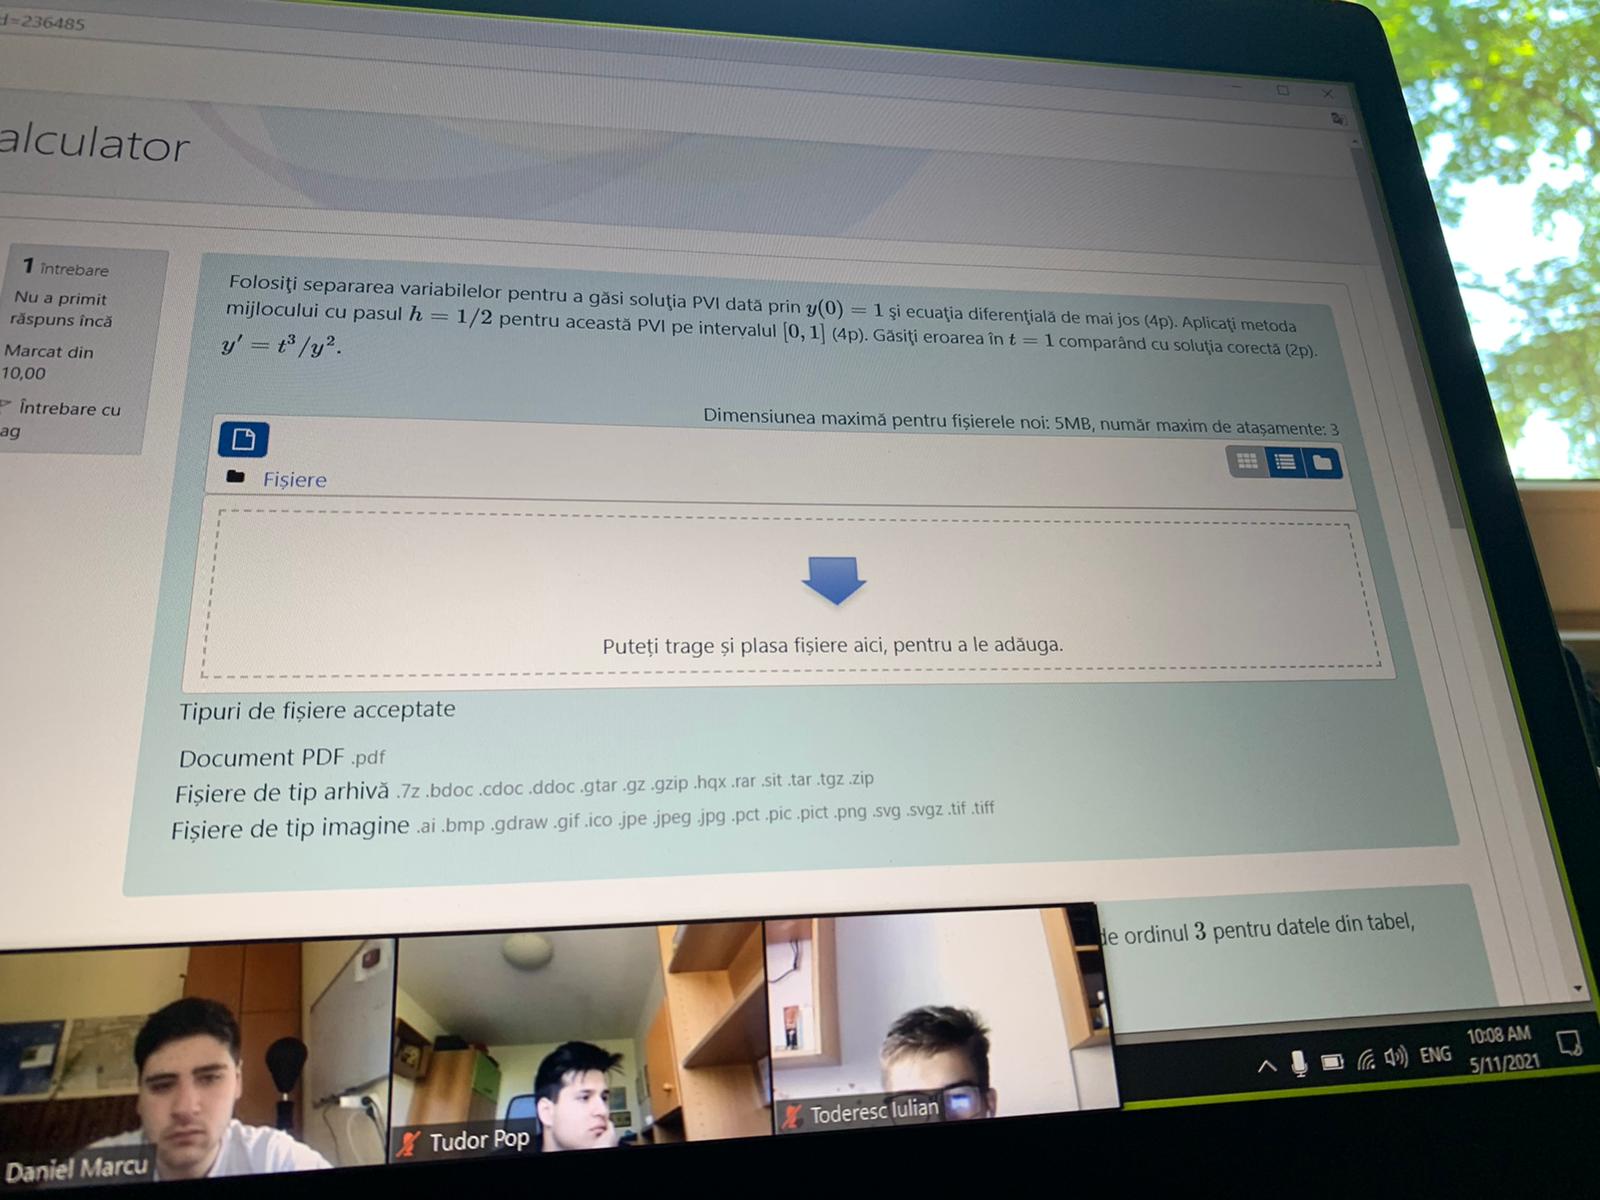 d=236485
alculator
1 întrebare
Nu a primit
răspuns încă
Marcat din
10,00
Întrebare cu
ag
Folosiţi separarea variabilelor pentru a găsi soluţia PVI dată prin y(0) = 1 şi ecuaţia diferenţială de mai jos (4p). Aplicaţi metoda
mijlocului cu pasul h = 1/2 pentru această PVI pe intervalul [0, 1] (4p). Găsiţi eroarea în t = 1 comparând cu soluţia corectă (2p).
y′ = t³/y².
Dimensiunea maximă pentru fișierele noi: 5MB, număr maxim de atașamente: 3
Fișiere
Puteți trage și plasa fișiere aici, pentru a le adăuga.
Tipuri de fișiere acceptate
Document PDF .pdf
Fișiere de tip arhivă .7z .bdoc .cdoc .ddoc .gtar .gz .gzip .hqx .rar .sit .tar .tgz .zip
Fișiere de tip imagine .ai .bmp .gdraw .gif .ico .jpe .jpeg .jpg .pct .pic .pict .png .svg .svgz .tif .tiff
de ordinul 3 pentru datele din tabel,
Daniel Marcu
Tudor Pop
Toderesc Iulian
ENG
10:08 AM
5/11/2021